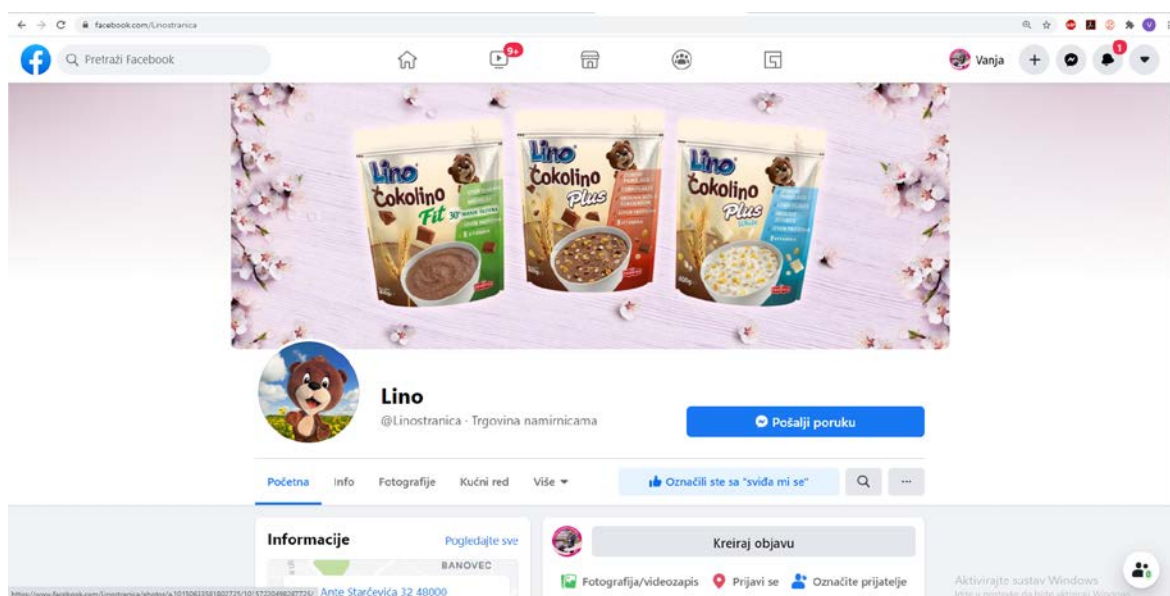 facebook.com/Linostranica
Pretraži Facebook
9+
Vanja
1
Lino
Čokolino
Fit
30%
Lino
Čokolino
Plus
Lino
Čokolino
Plus
Lino
@Linostranica · Trgovina namirnicama
Pošalji poruku
Početna
Info
Fotografije
Kućni red
Više
Označili ste sa "sviđa mi se"
Informacije
Pogledajte sve
BANOVEC
Ante Starčevića 32 48000
Kreiraj objavu
Fotografija/videozapis
Prijavi se
Označite prijatelje
Aktivirajte sustav Windows